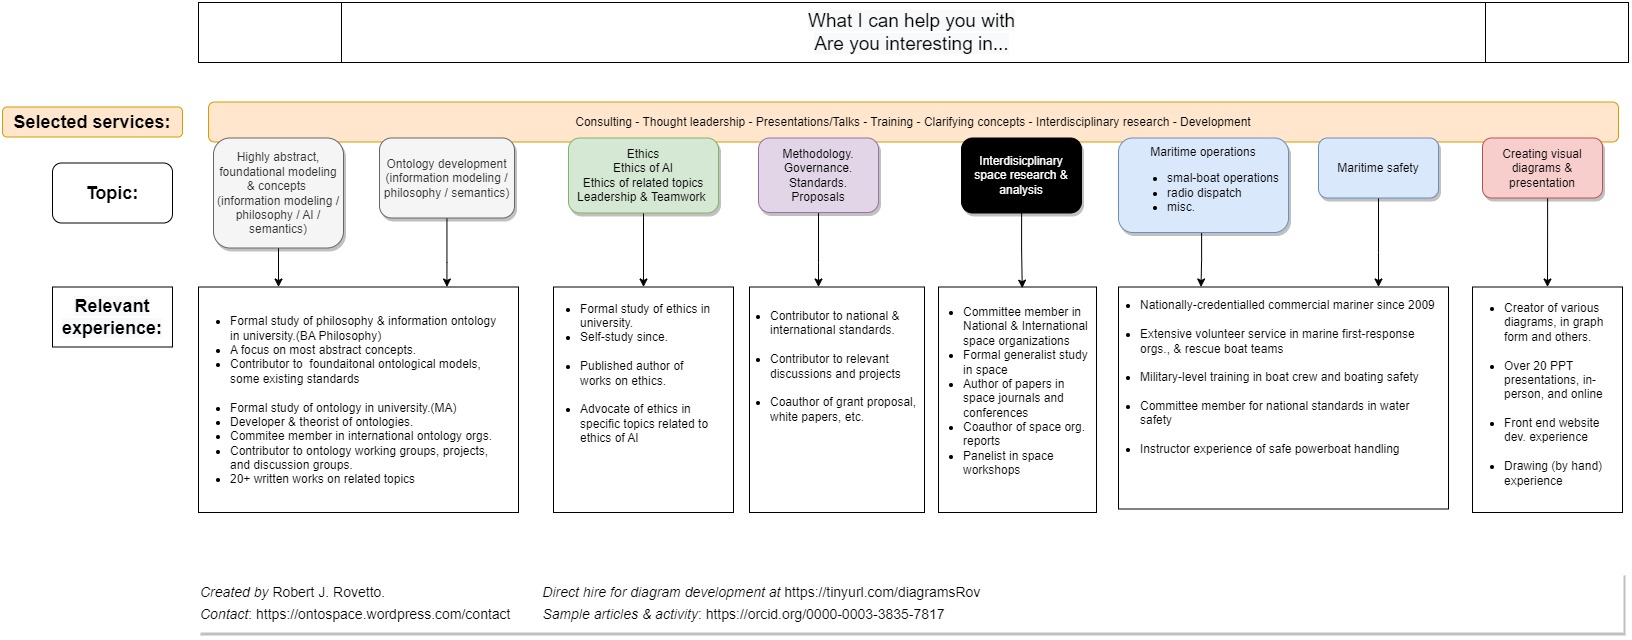 What I can help you with
Are you interesting in...
Selected services:
Consulting - Thought leadership - Presentations/Talks - Training - Clarifying concepts - Interdisciplinary research - Development
Topic:
Highly abstract,
foundational modeling
& concepts
(information modeling /
philosophy / AI /
semantics)
Ontology development
(information modeling /
philosophy / semantics)
Ethics
Ethics of AI
Ethics of related topics
Leadership & Teamwork
Methodology.
Governance.
Standards.
Proposals
Interdisicplinary
space research &
analysis
Maritime operations
• smal-boat operations
• radio dispatch
• misc.
Maritime safety
Creating visual
diagrams &
presentation
Relevant
experience:
• Formal study of philosophy & information ontology
in university.(BA Philosophy)
• A focus on most abstract concepts.
• Contributor to foundaitonal ontological models,
some existing standards
• Formal study of ontology in university.(MA)
• Developer & theorist of ontologies.
• Commitee member in international ontology orgs.
• Contributor to ontology working groups, projects,
and discussion groups.
• 20+ written works on related topics
• Formal study of ethics in
university.
• Self-study since.
• Published author of
works on ethics.
• Advocate of ethics in
specific topics related to
ethics of AI
• Contributor to national &
international standards.
• Contributor to relevant
discussions and projects
• Coauthor of grant proposal,
white papers, etc.
• Committee member in
National & International
space organizations
• Formal generalist study
in space
• Author of papers in
space journals and
conferences
• Coauthor of space org.
reports
• Panelist in space
workshops
• Nationally-credentialled commercial mariner since 2009
• Extensive volunteer service in marine first-response
orgs., & rescue boat teams
• Military-level training in boat crew and boating safety
• Committee member for national standards in water
safety
• Instructor experience of safe powerboat handling
• Creator of various
diagrams, in graph
form and others.
• Over 20 PPT
presentations, in-
person, and online
• Front end website
dev. experience
• Drawing (by hand)
experience
Created by Robert J. Rovetto.
Contact: https://ontospace.wordpress.com/contact
Direct hire for diagram development at https://tinyurl.com/diagramsRov
Sample articles & activity: https://orcid.org/0000-0003-3835-7817